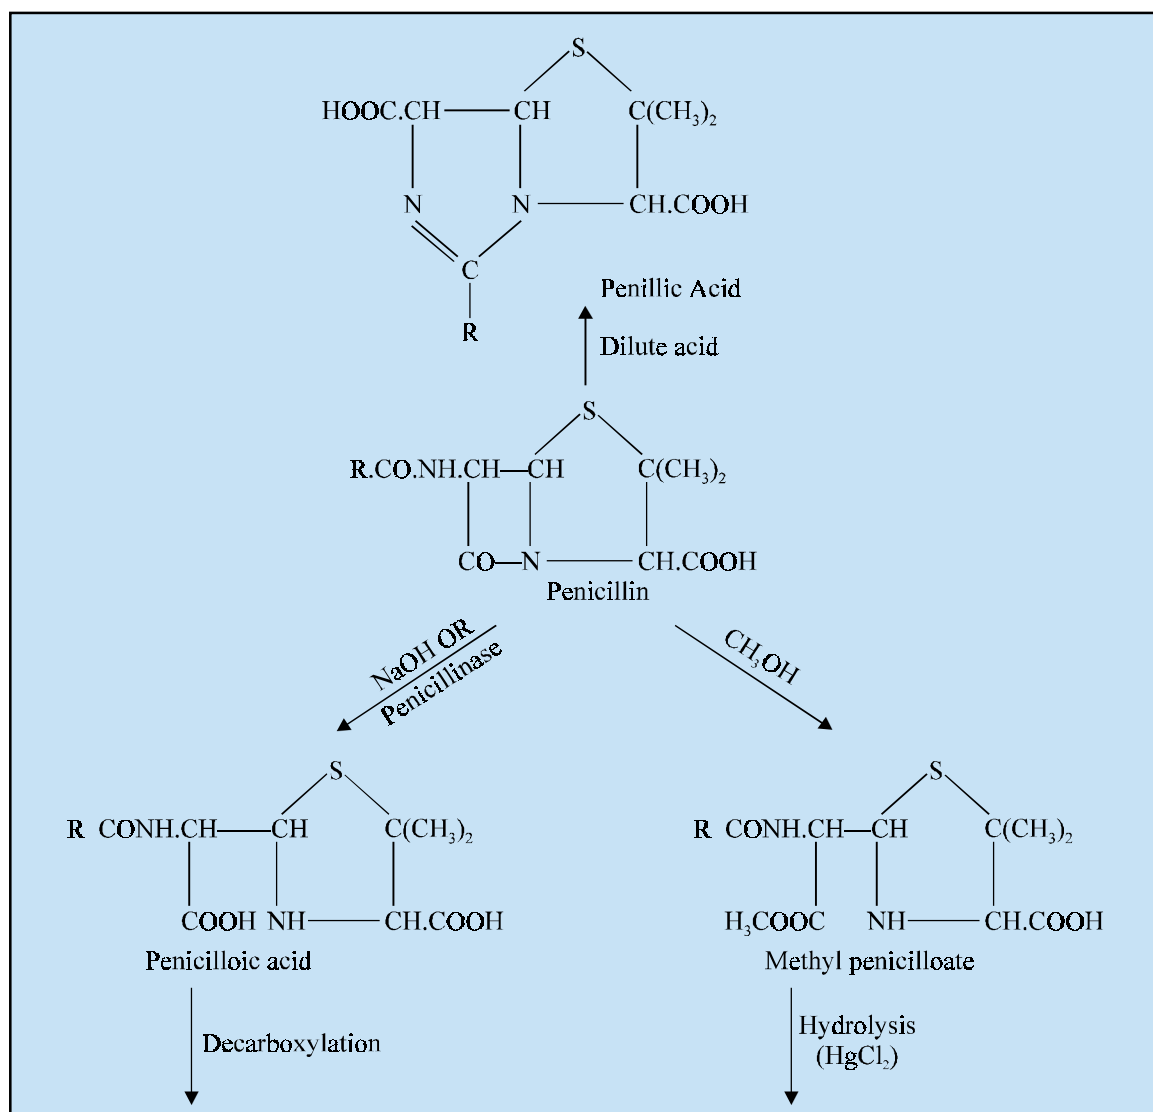 S
HOOC.CH CH C(CH₃)₂
N N CH.COOH
C
Penillic Acid
R
Dilute acid
S
R.CO.NH.CH CH C(CH₃)₂
CO N CH.COOH
Penicillin
NaOH OR
Penicillinase
CH₃OH
S
R CONH.CH CH C(CH₃)₂
COOH NH CH.COOH
Penicilloic acid
Decarboxylation
S
R CONH.CH CH C(CH₃)₂
H₃COOC NH CH.COOH
Methyl penicilloate
Hydrolysis
(HgCl₂)